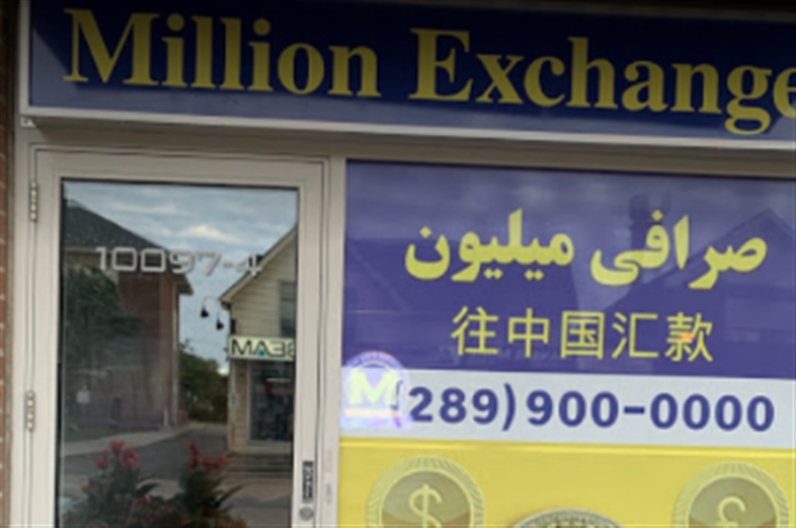 Million Exchange
10097-4
صرافی میلیون
往中国汇款
M
(289)900-0000